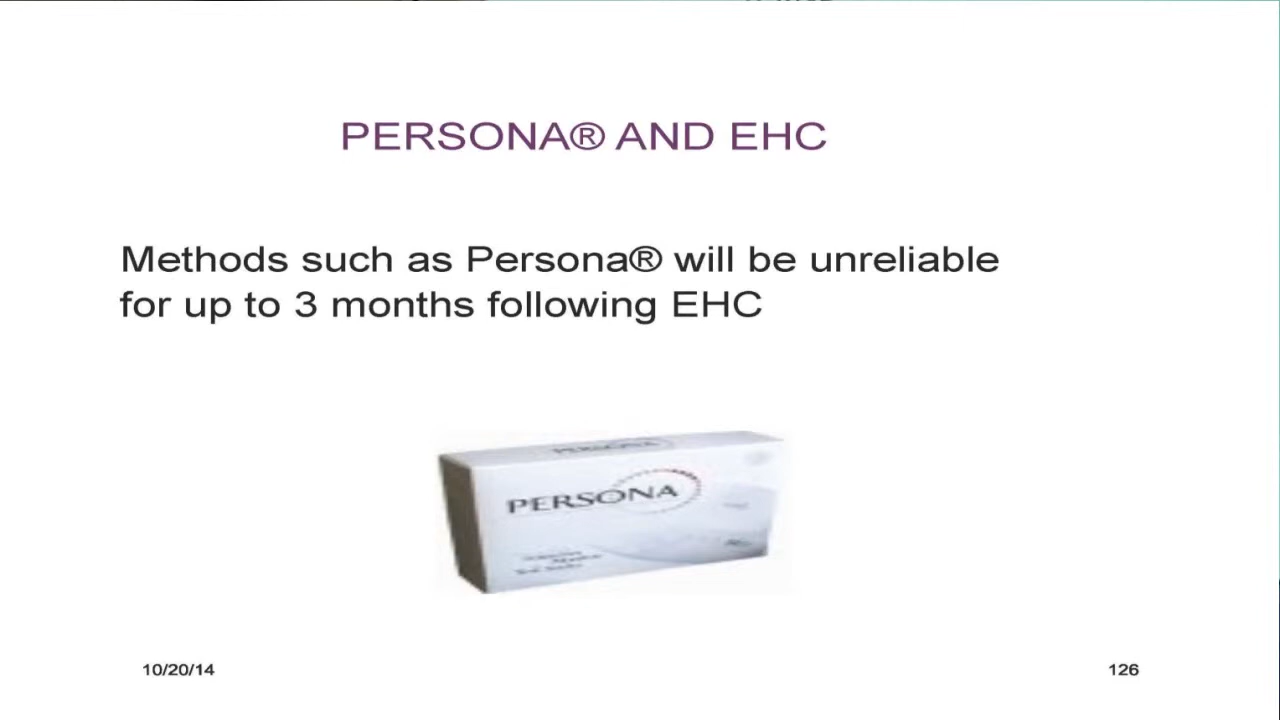 PERSONA® AND EHC
Methods such as Persona® will be unreliable
for up to 3 months following EHC
PERSONA
PERSONA
10/20/14
126